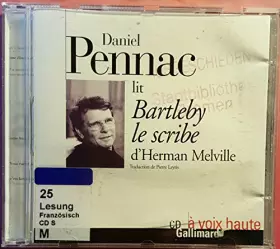 Daniel
Pennac
lit
Bartleby
le scribe
d'Herman Melville
Traduction de Pierre Leyris
25
Lesung
Französisch
CD S
M
CD à voix haute
Gallimard